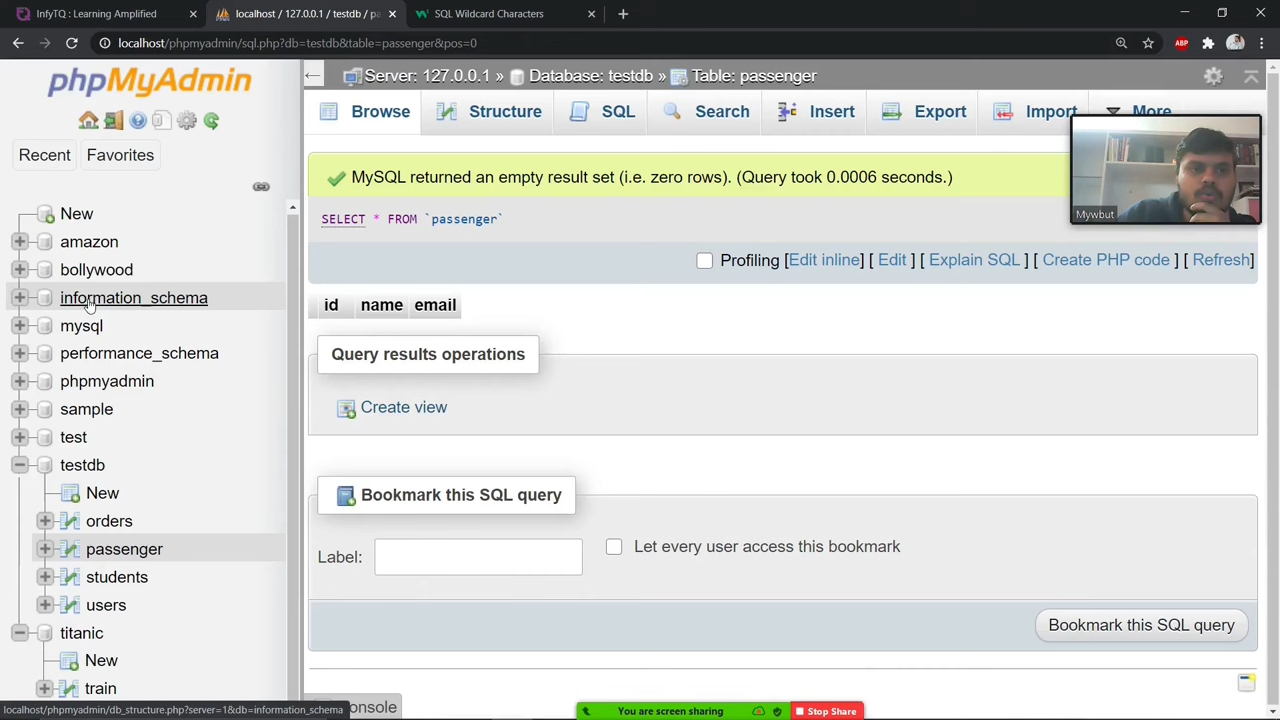 InfyTQ : Learning Amplified
localhost / 127.0.0.1 / testdb / pa
SQL Wildcard Characters
localhost/phpmyadmin/sql.php?db=testdb&table=passenger&pos=0
ABP
phpMyAdmin
Recent
Favorites
New
amazon
bollywood
information_schema
mysql
performance_schema
phpmyadmin
sample
test
testdb
New
orders
passenger
students
users
titanic
New
train
localhost/phpmyadmin/db_structure.php?server=1&db=information_schema
Server: 127.0.0.1 » Database: testdb » Table: passenger
Browse Structure SQL Search Insert Export Import More
MySQL returned an empty result set (i.e. zero rows). (Query took 0.0006 seconds.)
SELECT * FROM `passenger`
Profiling [Edit inline] [ Edit ] [ Explain SQL ] [ Create PHP code ] [ Refresh]
id name email
Query results operations
Create view
Bookmark this SQL query
Label:
Let every user access this bookmark
Bookmark this SQL query
onsole
Mywbut
You are screen sharing
Stop Share